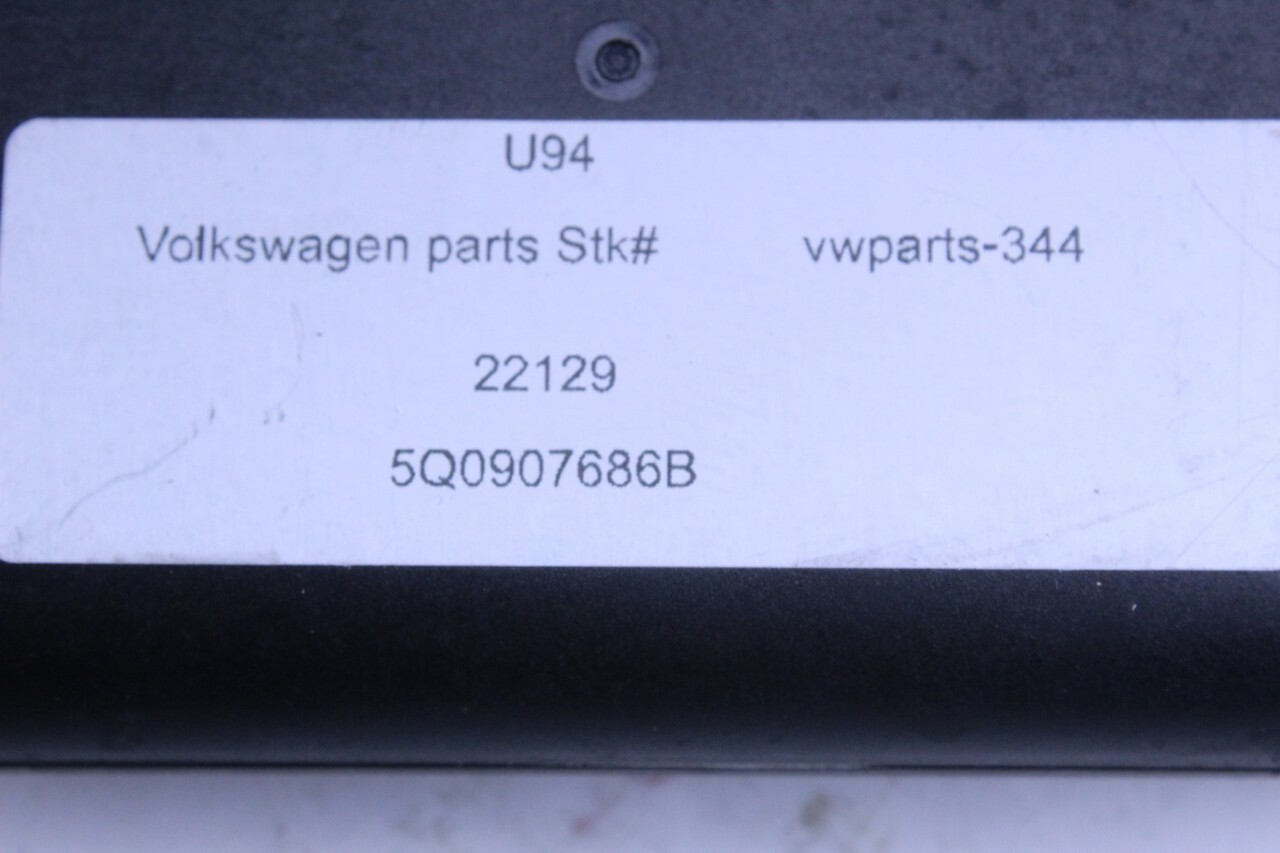 U94
Volkswagen parts Stk# vwparts-344
22129
5Q0907686B